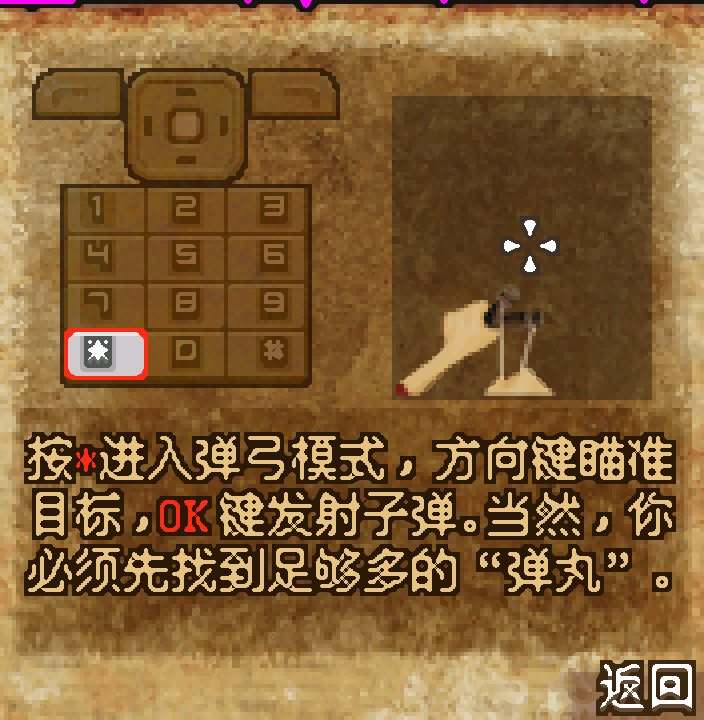 1 2 3
4 5 6
7 8 9
* 0 #
按*进入弹弓模式，方向键瞄准
目标，OK键发射子弹。当然，你
必须先找到足够多的“弹丸”。
返回